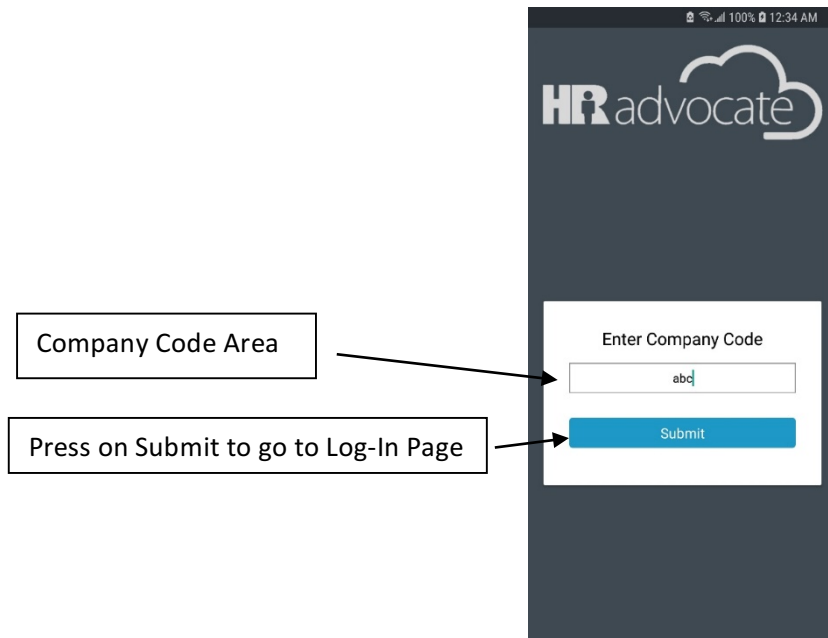 100% 12:34 AM
HR advocate
Company Code Area
Enter Company Code
abc
Press on Submit to go to Log-In Page
Submit